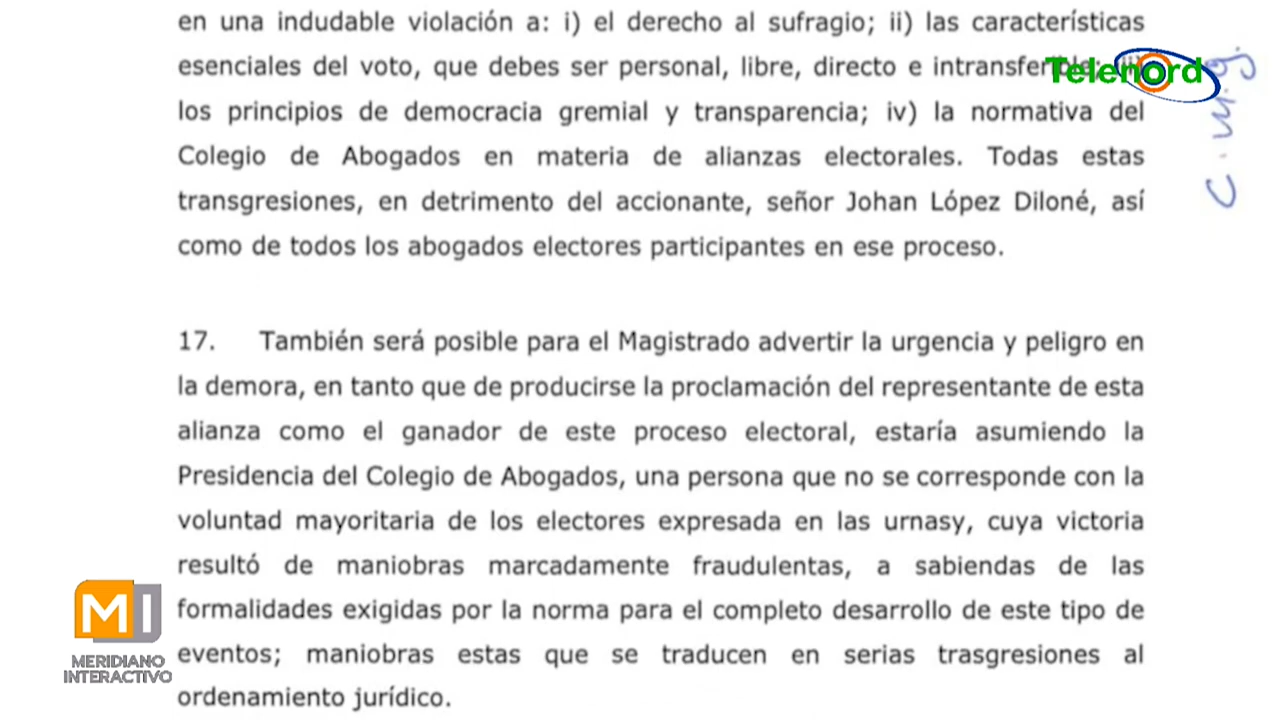 en una indudable violación a: i) el derecho al sufragio; ii) las características
esenciales del voto, que debes ser personal, libre, directo e intransferible; iii)
los principios de democracia gremial y transparencia; iv) la normativa del
Colegio de Abogados en materia de alianzas electorales. Todas estas
transgresiones, en detrimento del accionante, señor Johan López Diloné, así
como de todos los abogados electores participantes en ese proceso.
17. También será posible para el Magistrado advertir la urgencia y peligro en
la demora, en tanto que de producirse la proclamación del representante de esta
alianza como el ganador de este proceso electoral, estaría asumiendo la
Presidencia del Colegio de Abogados, una persona que no se corresponde con la
voluntad mayoritaria de los electores expresada en las urnasy, cuya victoria
resultó de maniobras marcadamente fraudulentas, a sabiendas de las
formalidades exigidas por la norma para el completo desarrollo de este tipo de
eventos; maniobras estas que se traducen en serias trasgresiones al
ordenamiento jurídico.
Telenord
MI
MERIDIANO
INTERACTIVO